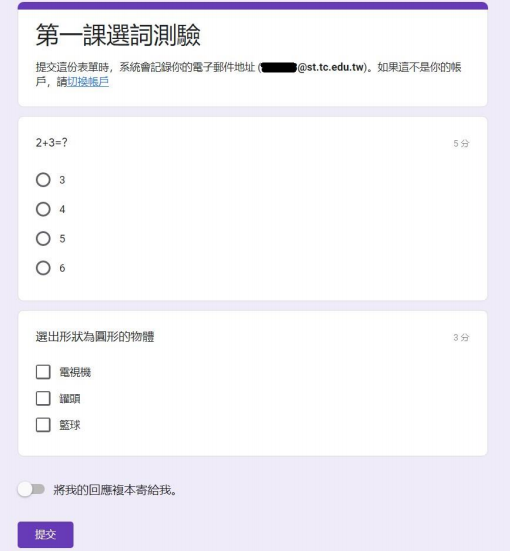 第一課選詞測驗
提交這份表單時，系統會記錄你的電子郵件地址 (@st.tc.edu.tw)。如果這不是你的帳
戶，請切換帳戶
2+3=?
5 分
3
4
5
6
選出形狀為圓形的物體
3 分
電視機
罐頭
籃球
將我的回應複本寄給我。
提交